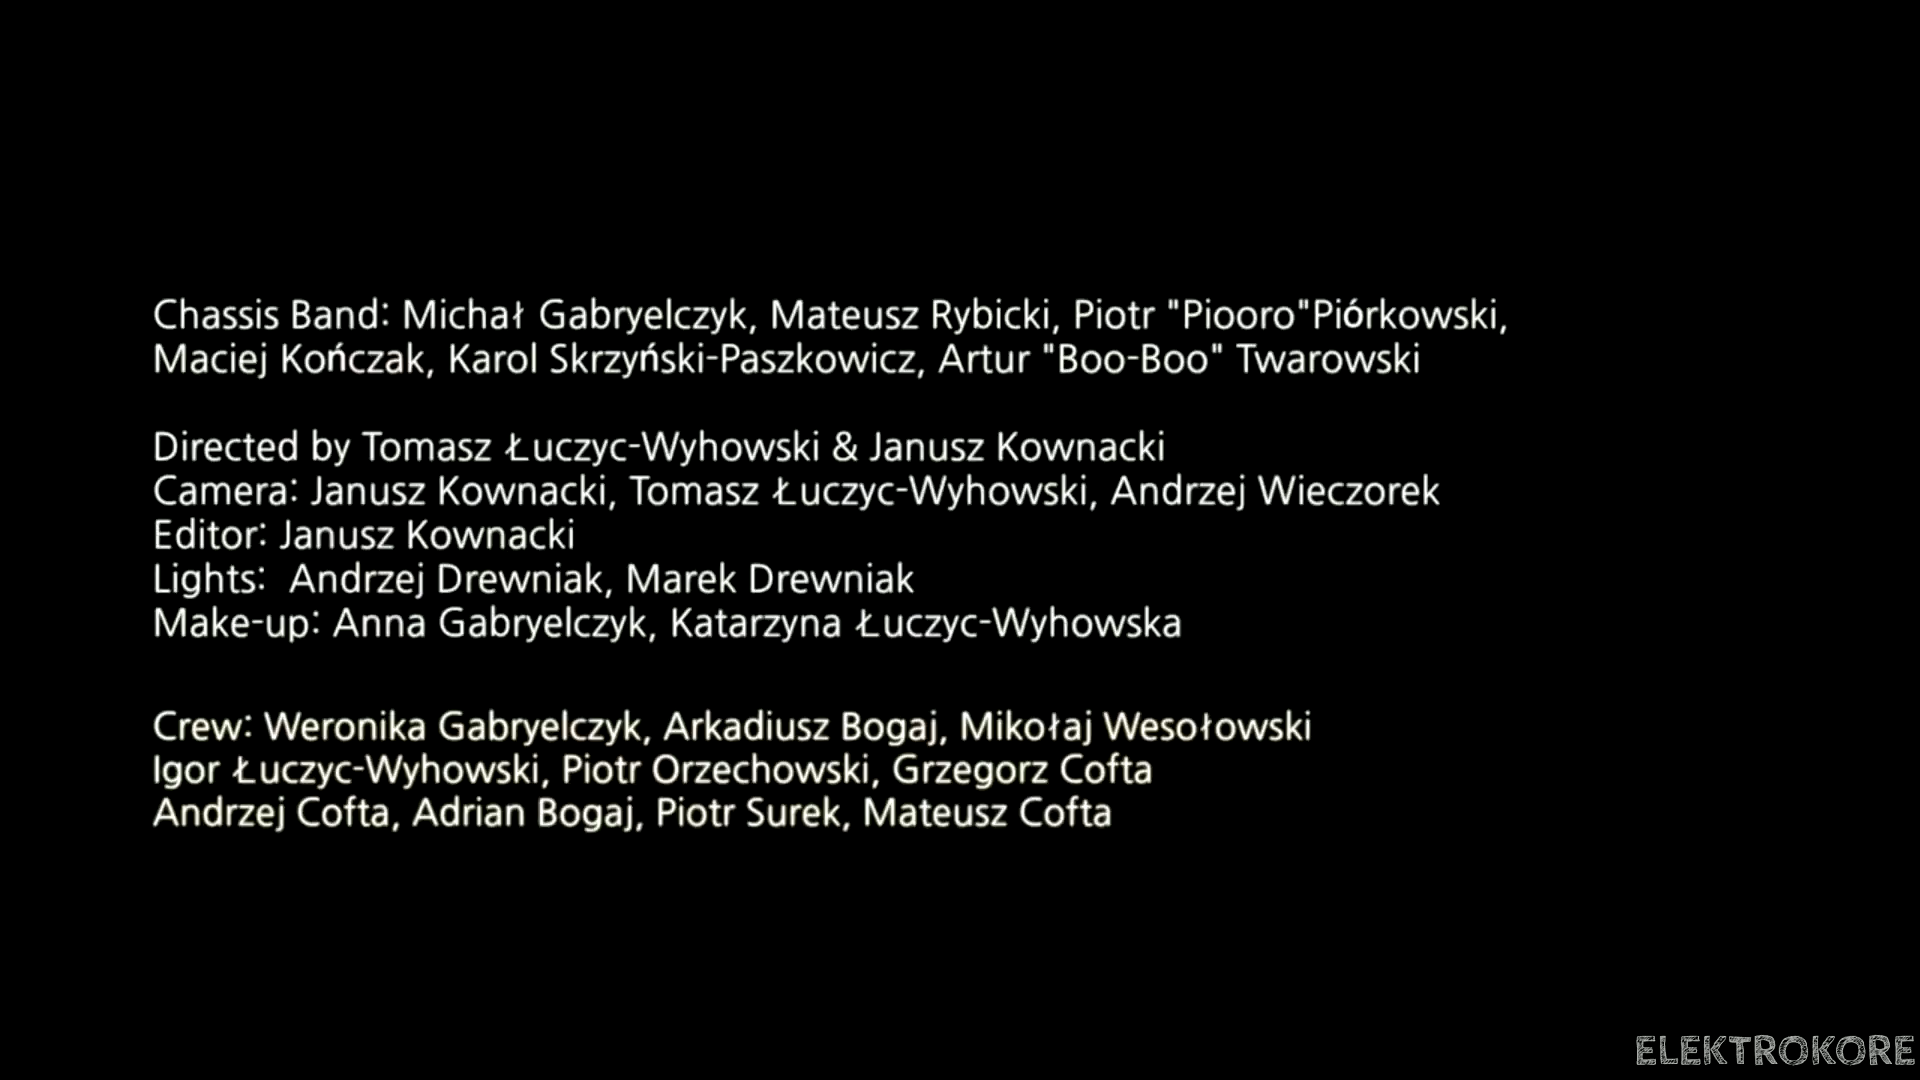 Chassis Band: Michał Gabryelczyk, Mateusz Rybicki, Piotr "Piooro"Piórkowski,
Maciej Kończak, Karol Skrzyński-Paszkowicz, Artur "Boo-Boo" Twarowski
Directed by Tomasz Łuczyc-Wyhowski & Janusz Kownacki
Camera: Janusz Kownacki, Tomasz Łuczyc-Wyhowski, Andrzej Wieczorek
Editor: Janusz Kownacki
Lights:  Andrzej Drewniak, Marek Drewniak
Make-up: Anna Gabryelczyk, Katarzyna Łuczyc-Wyhowska
Crew: Weronika Gabryelczyk, Arkadiusz Bogaj, Mikołaj Wesołowski
Igor Łuczyc-Wyhowski, Piotr Orzechowski, Grzegorz Cofta
Andrzej Cofta, Adrian Bogaj, Piotr Surek, Mateusz Cofta
ELEKTROKORE